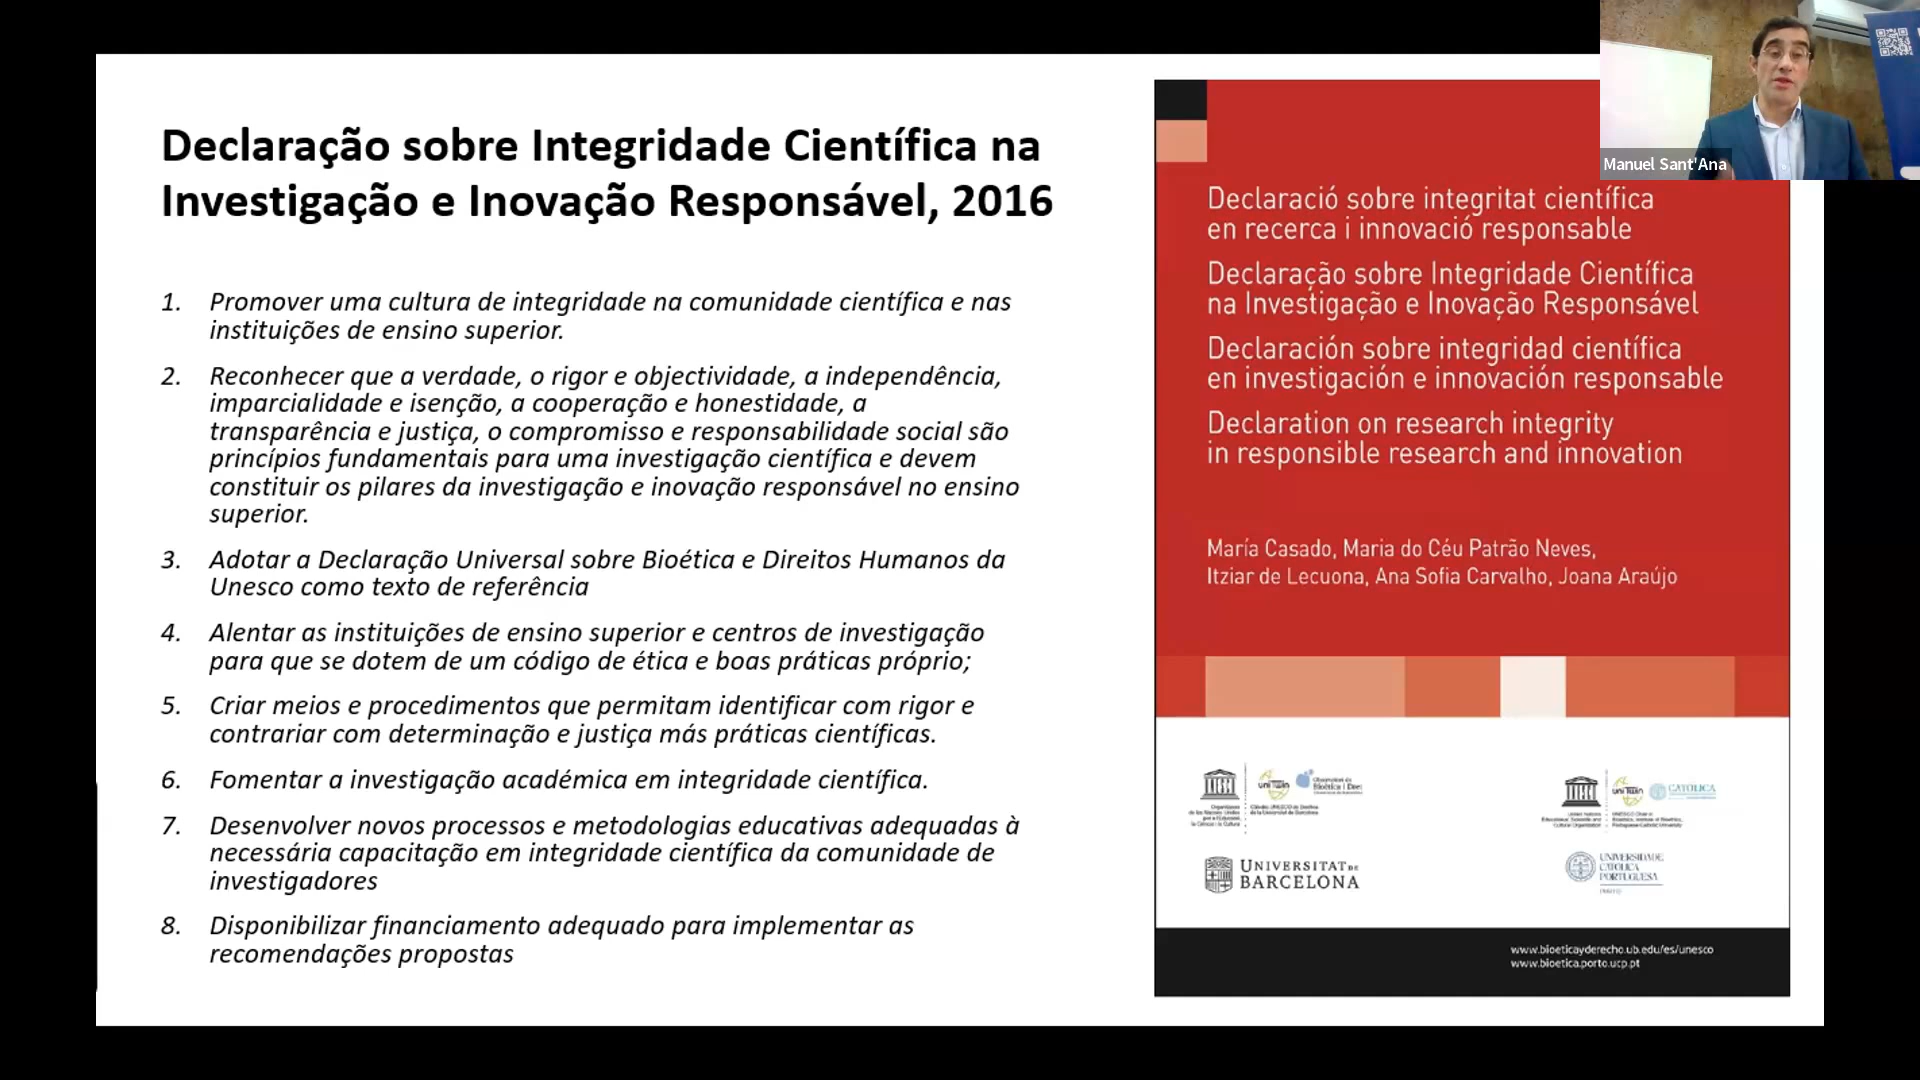 Declaração sobre Integridade Científica na
Investigação e Inovação Responsável, 2016
1. Promover uma cultura de integridade na comunidade científica e nas
instituições de ensino superior.
2. Reconhecer que a verdade, o rigor e objectividade, a independência,
imparcialidade e isenção, a cooperação e honestidade, a
transparência e justiça, o compromisso e responsabilidade social são
princípios fundamentais para uma investigação científica e devem
constituir os pilares da investigação e inovação responsável no ensino
superior.
3. Adotar a Declaração Universal sobre Bioética e Direitos Humanos da
Unesco como texto de referência
4. Alentar as instituições de ensino superior e centros de investigação
para que se dotem de um código de ética e boas práticas próprio;
5. Criar meios e procedimentos que permitam identificar com rigor e
contrariar com determinação e justiça más práticas científicas.
6. Fomentar a investigação académica em integridade científica.
7. Desenvolver novos processos e metodologias educativas adequadas à
necessária capacitação em integridade científica da comunidade de
investigadores
8. Disponibilizar financiamento adequado para implementar as
recomendações propostas
Manuel Sant'Ana
Declaració sobre integritat científica
en recerca i innovació responsable
Declaração sobre Integridade Científica
na Investigação e Inovação Responsável
Declaración sobre integridad científica
en investigación e innovación responsable
Declaration on research integrity
in responsible research and innovation
María Casado, Maria do Céu Patrão Neves,
Itziar de Lecuona, Ana Sofia Carvalho, Joana Araújo
uniTwin
uniTwin
CATÓLICA
UNIVERSITAT DE
BARCELONA
UNIVERSIDADE
CATÓLICA
PORTUGUESA
www.bioeticayderecho.ub.edu/es/unesco
www.bioetica.porto.ucp.pt